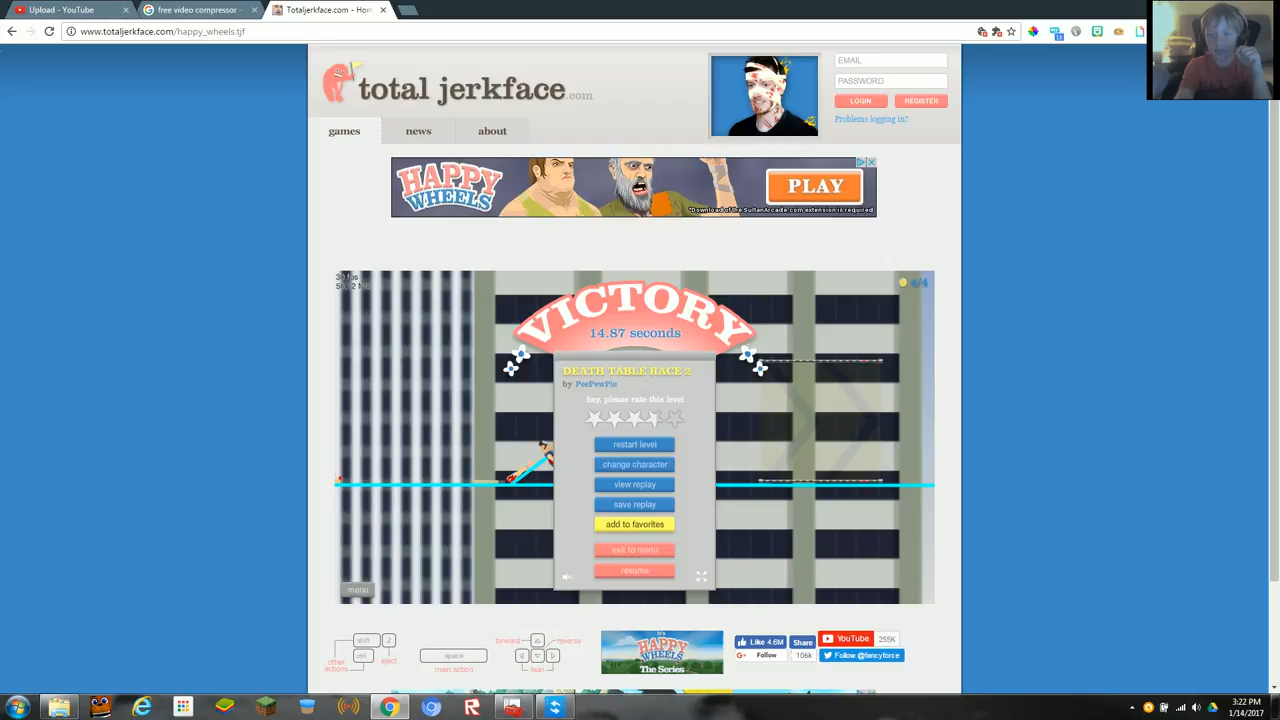 Upload - YouTube
free video compressor -
Totaljerkface.com - Hom
www.totaljerkface.com/happy_wheels.tjf
total jerkface.com
EMAIL
PASSWORD
LOGIN
REGISTER
Problems logging in?
games
news
about
HAPPY
WHEELS
PLAY
*Download of the SultanArcade.com extension is required
4/4
VICTORY
14.87 seconds
DEATH TABLE RACE 2
by PeePewPie
hey, please rate this level
restart level
change character
view replay
save replay
add to favorites
exit to menu
resume
menu
shift
Z
ctrl
other
actions
eject
space
main action
forward
reverse
lean
It's
HAPPY
WHEELS
The Series
Like 4.6M
Share
YouTube
255K
G+ Follow
106k
Follow @fancyforce
3:22 PM
1/14/2017